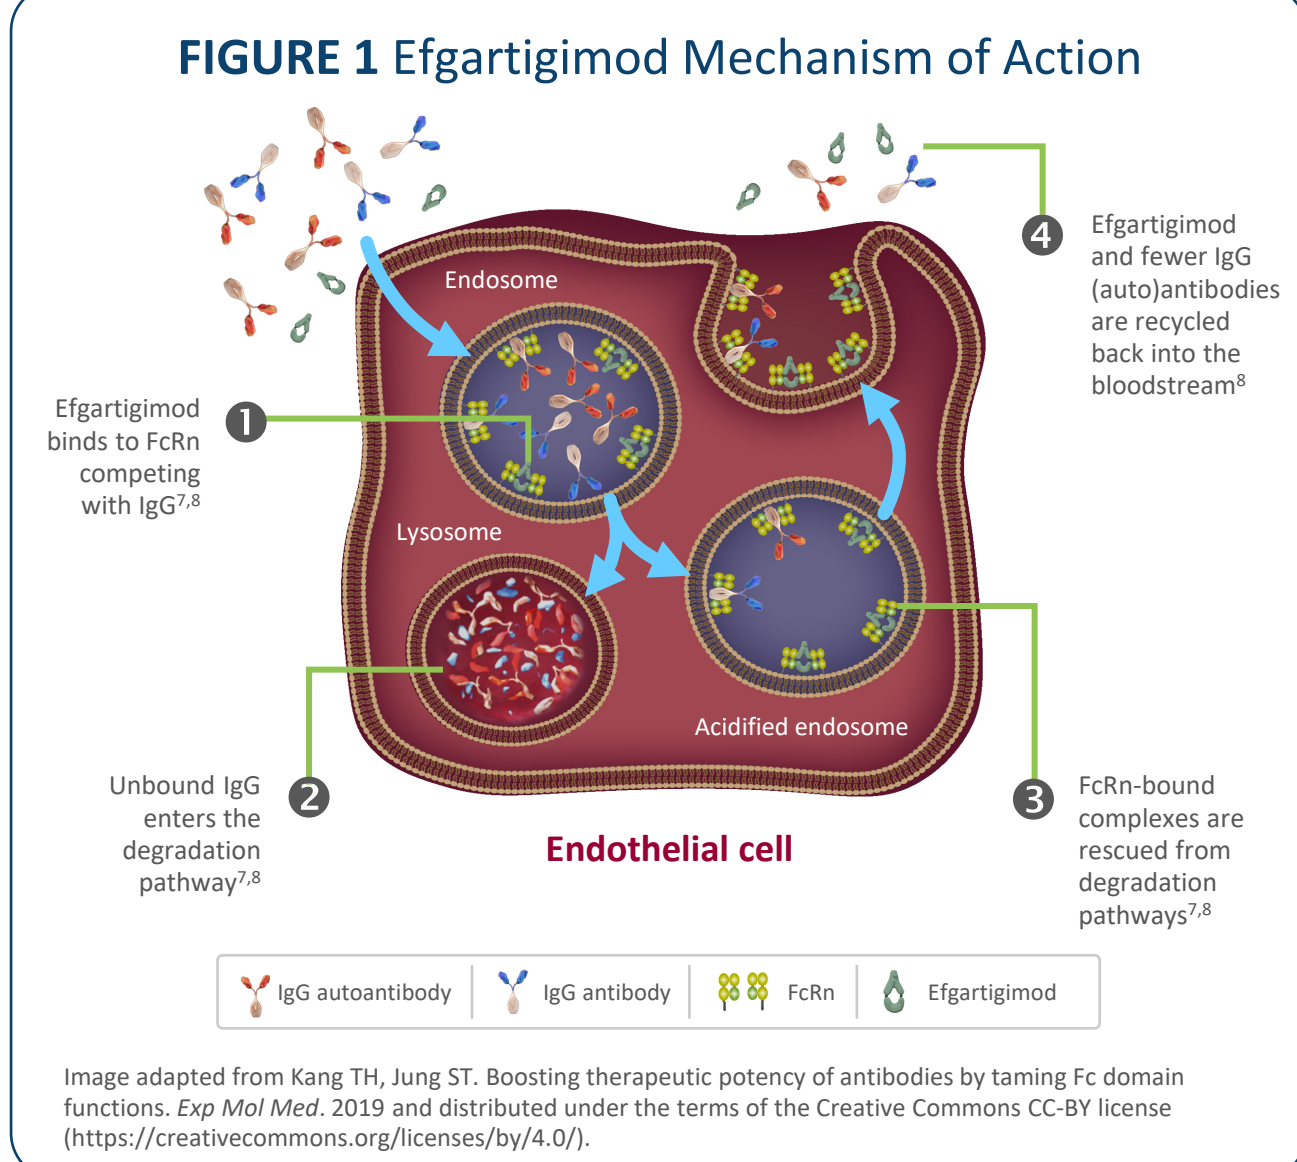 FIGURE 1 Efgartigimod Mechanism of Action
Endosome
Lysosome
Acidified endosome
Endothelial cell
1
Efgartigimod
binds to FcRn
competing
with IgG7,8
2
Unbound IgG
enters the
degradation
pathway7,8
3
FcRn-bound
complexes are
rescued from
degradation
pathways7,8
4
Efgartigimod
and fewer IgG
(auto)antibodies
are recycled
back into the
bloodstream8
IgG autoantibody
IgG antibody
FcRn
Efgartigimod
Image adapted from Kang TH, Jung ST. Boosting therapeutic potency of antibodies by taming Fc domain
functions. Exp Mol Med. 2019 and distributed under the terms of the Creative Commons CC-BY license
(https://creativecommons.org/licenses/by/4.0/).